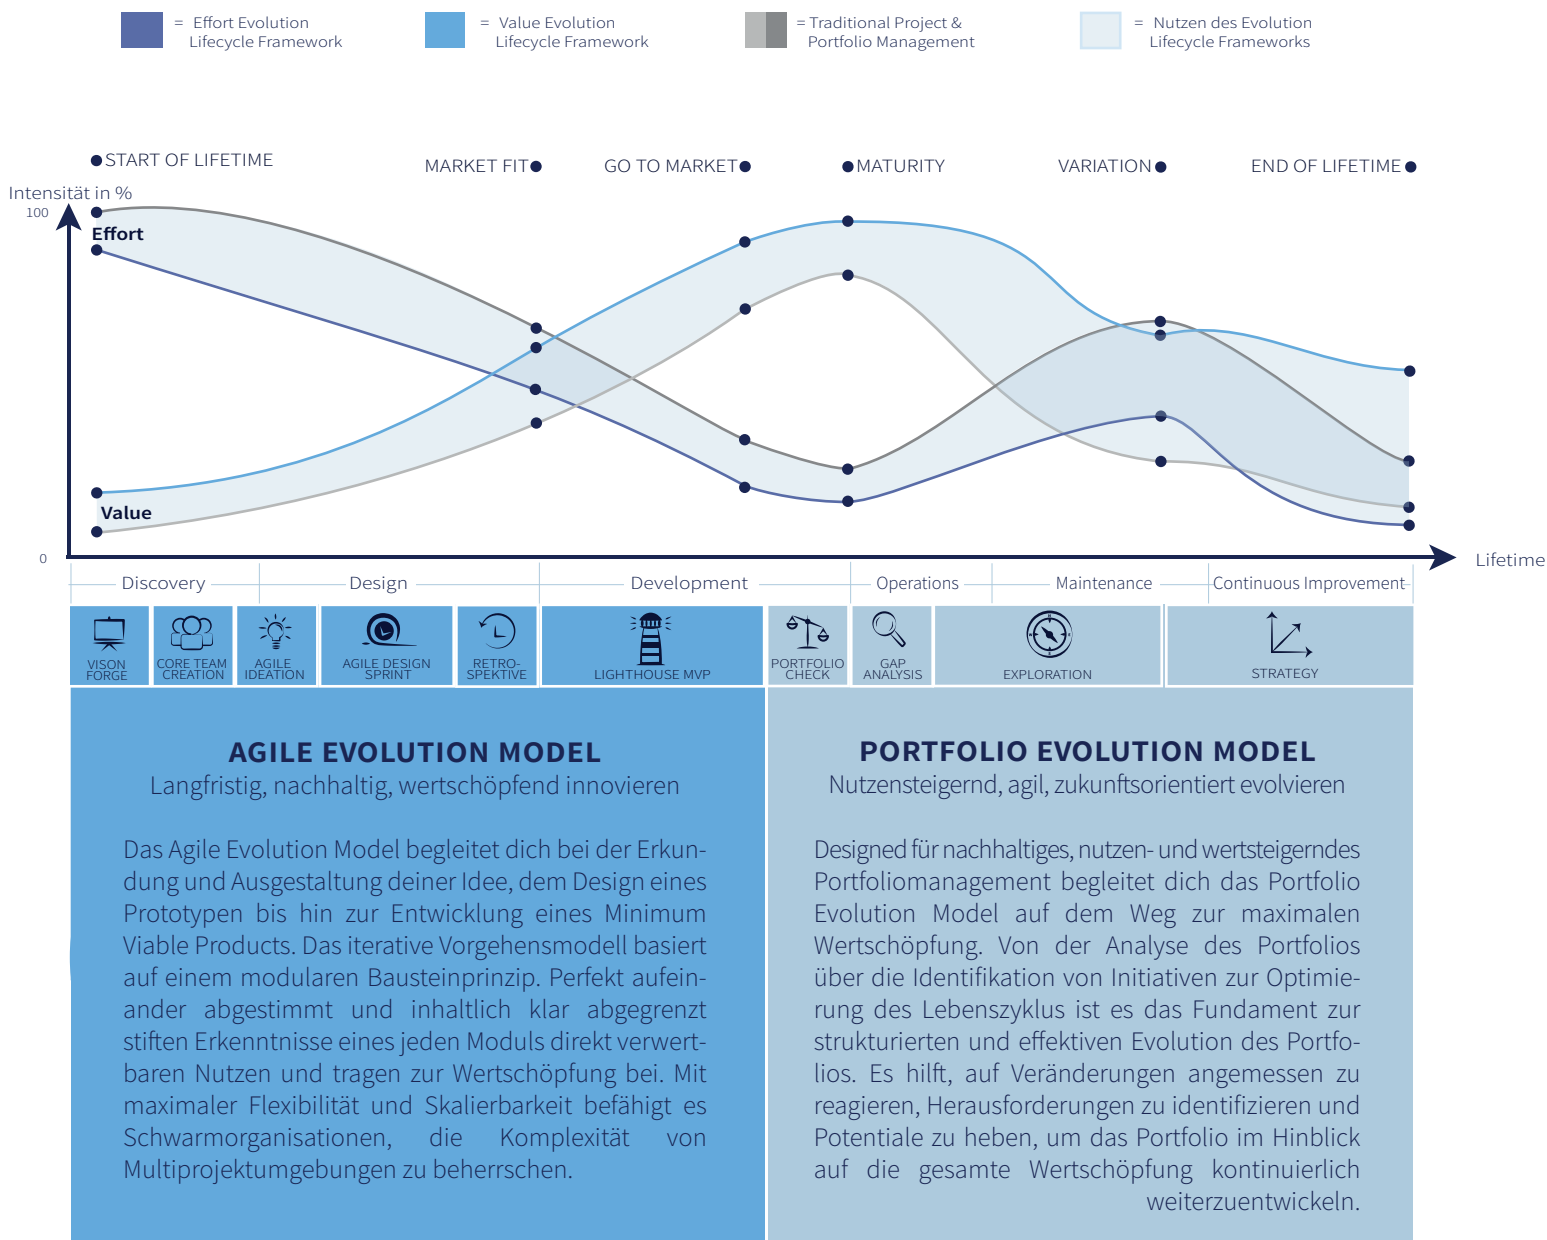 = Effort Evolution
Lifecycle Framework
= Value Evolution
Lifecycle Framework
= Traditional Project &
Portfolio Management
= Nutzen des Evolution
Lifecycle Frameworks
START OF LIFETIME
MARKET FIT
GO TO MARKET
MATURITY
VARIATION
END OF LIFETIME
Intensität in %
100
Effort
Value
0
Lifetime
Discovery
Design
Development
Operations
Maintenance
Continuous Improvement
VISON
FORGE
CORE TEAM
CREATION
AGILE
IDEATION
AGILE DESIGN
SPRINT
RETRO-
SPEKTIVE
LIGHTHOUSE MVP
PORTFOLIO
CHECK
GAP
ANALYSIS
EXPLORATION
STRATEGY
AGILE EVOLUTION MODEL
Langfristig, nachhaltig, wertschöpfend innovieren
Das Agile Evolution Model begleitet dich bei der Erkun-
dung und Ausgestaltung deiner Idee, dem Design eines
Prototypen bis hin zur Entwicklung eines Minimum
Viable Products. Das iterative Vorgehensmodell basiert
auf einem modularen Bausteinprinzip. Perfekt aufein-
ander abgestimmt und inhaltlich klar abgegrenzt
stiften Erkenntnisse eines jeden Moduls direkt verwert-
baren Nutzen und tragen zur Wertschöpfung bei. Mit
maximaler Flexibilität und Skalierbarkeit befähigt es
Schwarmorganisationen, die Komplexität von
Multiprojektumgebungen zu beherrschen.
PORTFOLIO EVOLUTION MODEL
Nutzensteigernd, agil, zukunftsorientiert evolvieren
Designed für nachhaltiges, nutzen- und wertsteigerndes
Portfoliomanagement begleitet dich das Portfolio
Evolution Model auf dem Weg zur maximalen
Wertschöpfung. Von der Analyse des Portfolios
über die Identifikation von Initiativen zur Optimie-
rung des Lebenszyklus ist es das Fundament zur
strukturierten und effektiven Evolution des Portfo-
lios. Es hilft, auf Veränderungen angemessen zu
reagieren, Herausforderungen zu identifizieren und
Potentiale zu heben, um das Portfolio im Hinblick
auf die gesamte Wertschöpfung kontinuierlich
weiterzuentwickeln.